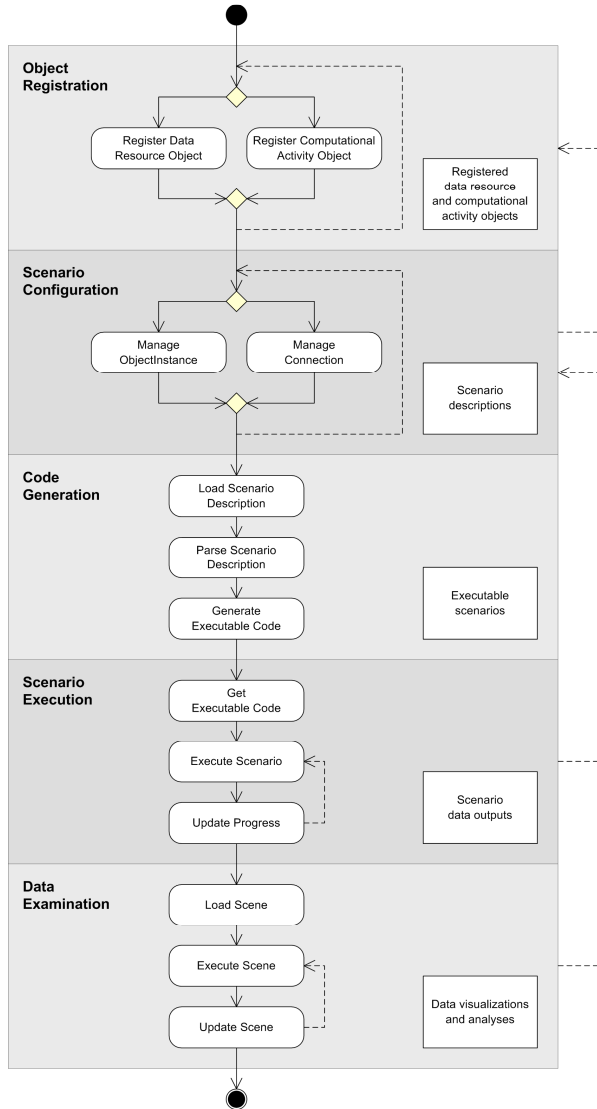 Object
Registration
Register Data
Resource Object
Register Computational
Activity Object
Registered
data resource
and computational
activity objects
Scenario
Configuration
Manage
ObjectInstance
Manage
Connection
Scenario
descriptions
Code
Generation
Load Scenario
Description
Parse Scenario
Description
Generate
Executable Code
Executable
scenarios
Scenario
Execution
Get
Executable Code
Execute Scenario
Update Progress
Scenario
data outputs
Data
Examination
Load Scene
Execute Scene
Update Scene
Data visualizations
and analyses